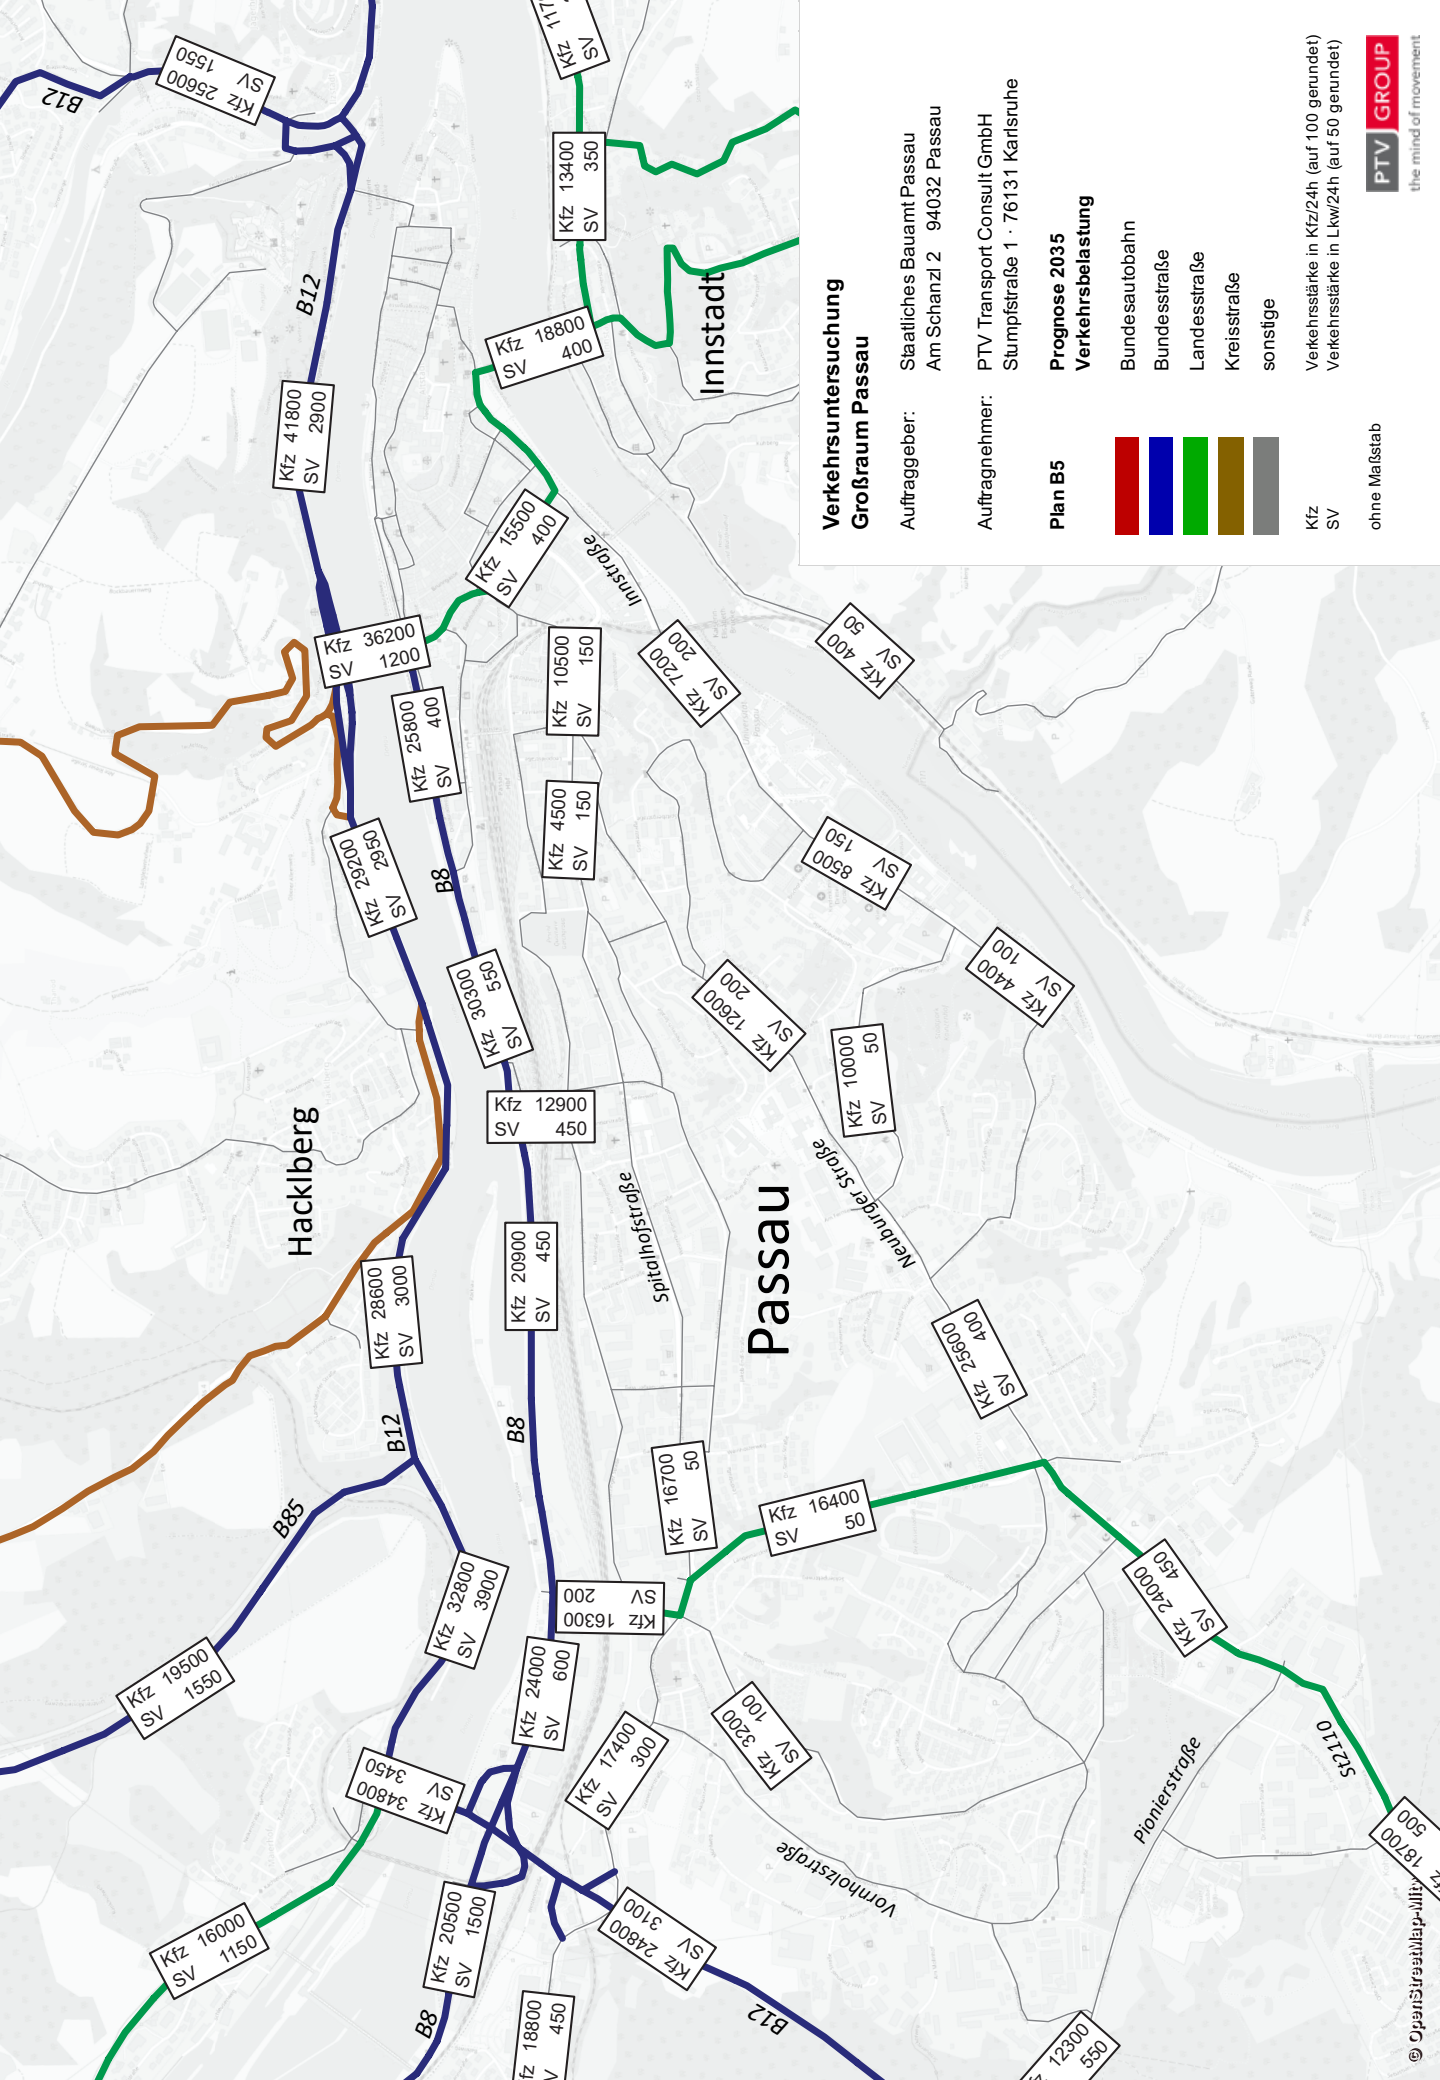 B12
Kfz 25600
SV 1550
B12
Kfz 41800
SV 2900
Kfz 36200
SV 1200
Kfz 25800
SV 400
Kfz 29200
SV 2950
B8
Kfz 30300
SV 550
Kfz 12900
SV 450
Kfz 20900
SV 450
B8
Hacklberg
Kfz 28600
SV 3000
B12
B85
Kfz 19500
SV 1550
Kfz 32800
SV 3900
Kfz 34800
SV 3450
Kfz 16000
SV 1150
Kfz 24000
SV 600
Kfz 20500
SV 1500
B8
18800
450
Kfz 24800
SV 3100
B12
Kfz 17400
SV 300
Kfz 16300
SV 200
Kfz 3200
SV 100
Vornholzstraße
Pionierstraße
12300
550
Kfz 16700
SV 50
Kfz 16400
SV 50
Kfz 24000
SV 450
St2110
18700
500
Kfz 25600
SV 400
Neuburger Straße
Spitalhofstraße
Passau
Kfz 10000
SV 50
Kfz 12600
SV 200
Kfz 4400
SV 100
Kfz 8500
SV 150
Kfz 4500
SV 150
Kfz 10500
SV 150
Kfz 7200
SV 200
Kfz 400
SV 50
Innstraße
Kfz 15500
SV 400
Kfz 18800
SV 400
Innstadt
Kfz 13400
SV 350
Kfz
SV
Verkehrsuntersuchung
Großraum Passau
Auftraggeber: Staatliches Bauamt Passau
Am Schanzl 2 94032 Passau
Auftragnehmer: PTV Transport Consult GmbH
Stumpfstraße 1 · 76131 Karlsruhe
Plan B5 Prognose 2035
Verkehrsbelastung
Bundesautobahn
Bundesstraße
Landesstraße
Kreisstraße
sonstige
Kfz Verkehrsstärke in Kfz/24h (auf 100 gerundet)
SV Verkehrsstärke in Lkw/24h (auf 50 gerundet)
ohne Maßstab
PTV GROUP
the mind of movement
© OpenStreetMap-Mit